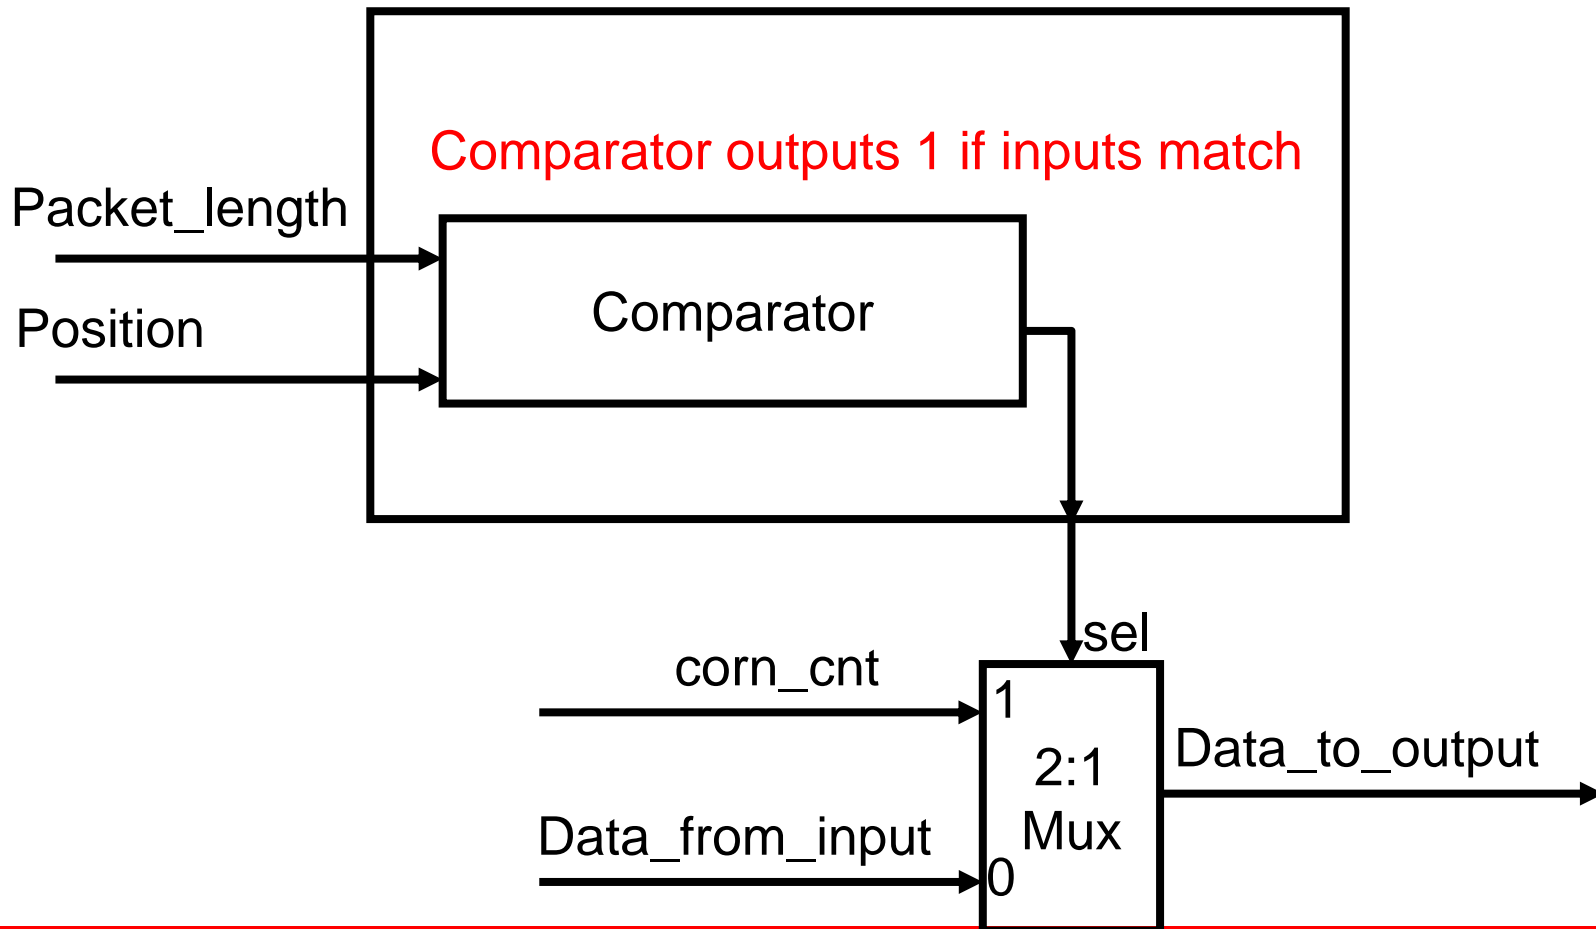 Comparator outputs 1 if inputs match
Packet_length
Comparator
Position
sel
corn_cnt
1
2:1
Mux
Data_to_output
Data_from_input
0